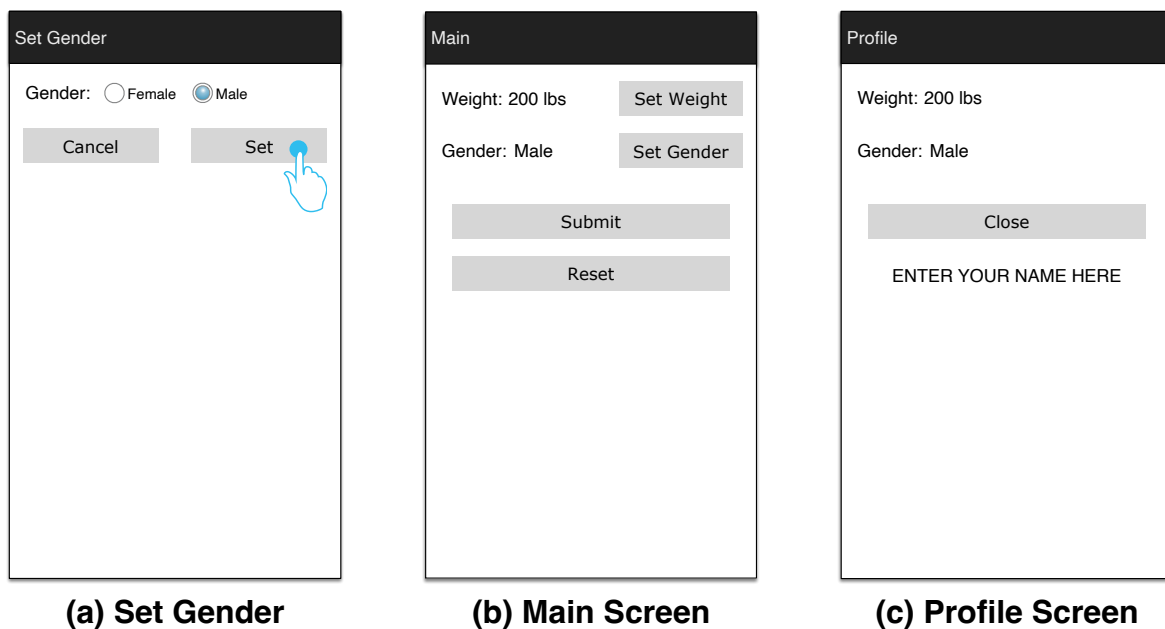 Set Gender
Gender: Female Male
Cancel Set
(a) Set Gender
Main
Weight: 200 lbs Set Weight
Gender: Male Set Gender
Submit
Reset
(b) Main Screen
Profile
Weight: 200 lbs
Gender: Male
Close
ENTER YOUR NAME HERE
(c) Profile Screen